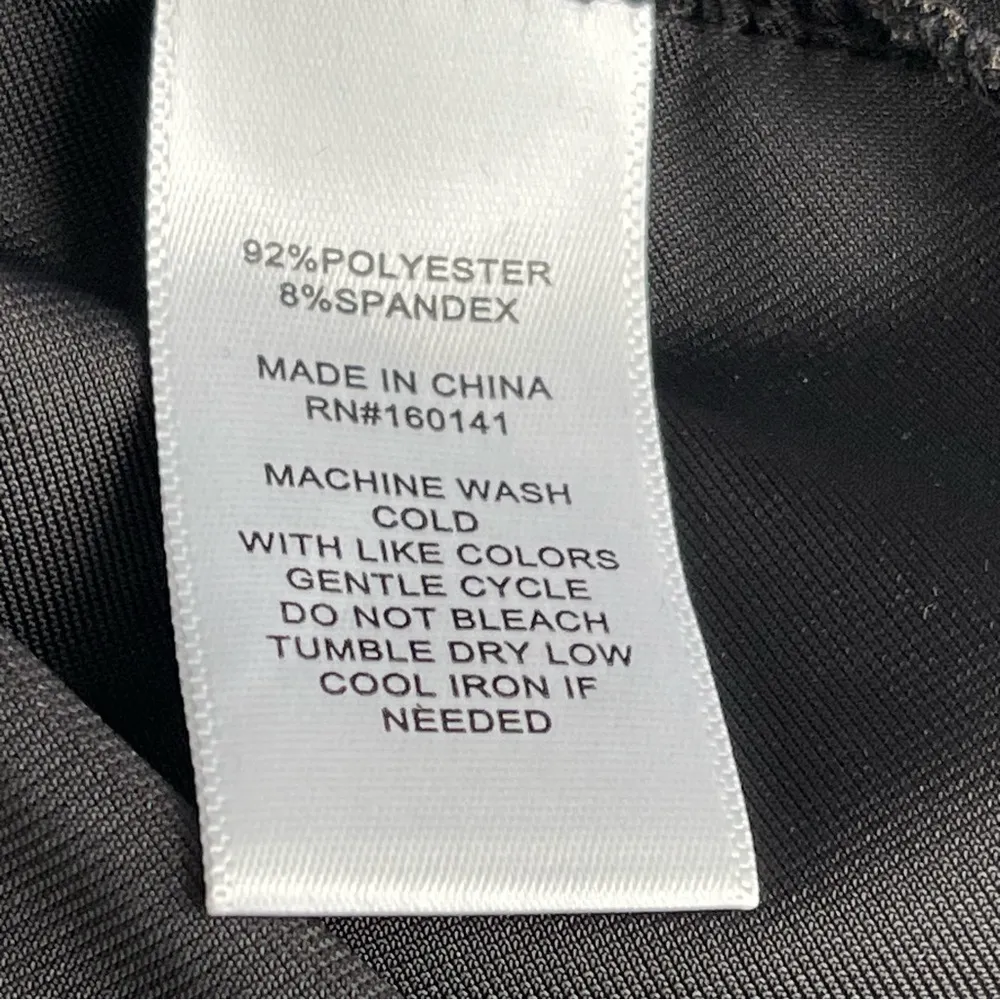 92%POLYESTER
8%SPANDEX
MADE IN CHINA
RN#160141
MACHINE WASH
COLD
WITH LIKE COLORS
GENTLE CYCLE
DO NOT BLEACH
TUMBLE DRY LOW
COOL IRON IF
NEEDED